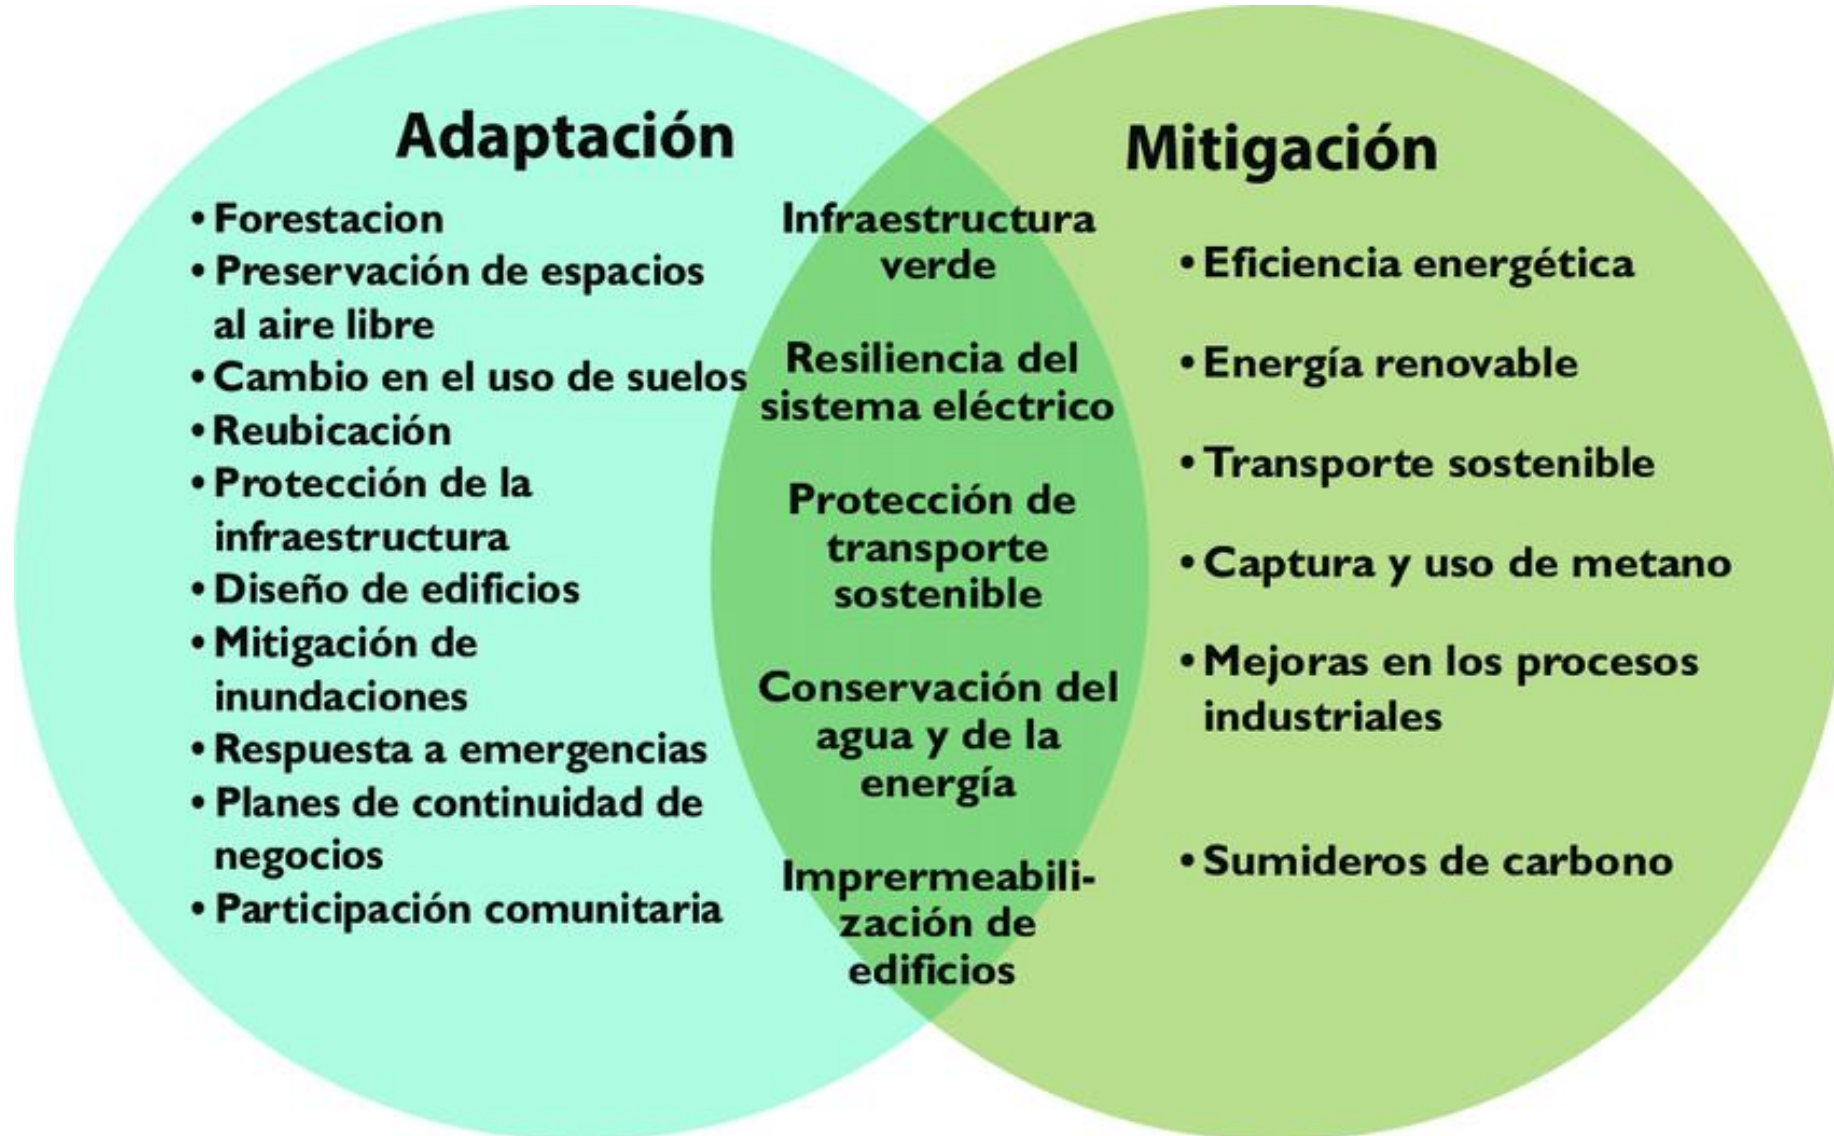 Adaptación
• Forestacion
• Preservación de espacios
al aire libre
• Cambio en el uso de suelos
• Reubicación
• Protección de la
infraestructura
• Diseño de edificios
• Mitigación de
inundaciones
• Respuesta a emergencias
• Planes de continuidad de
negocios
• Participación comunitaria
Infraestructura
verde
Resiliencia del
sistema eléctrico
Protección de
transporte
sostenible
Conservación del
agua y de la
energía
Imprermeabili-
zación de
edificios
Mitigación
• Eficiencia energética
• Energía renovable
• Transporte sostenible
• Captura y uso de metano
• Mejoras en los procesos
industriales
• Sumideros de carbono